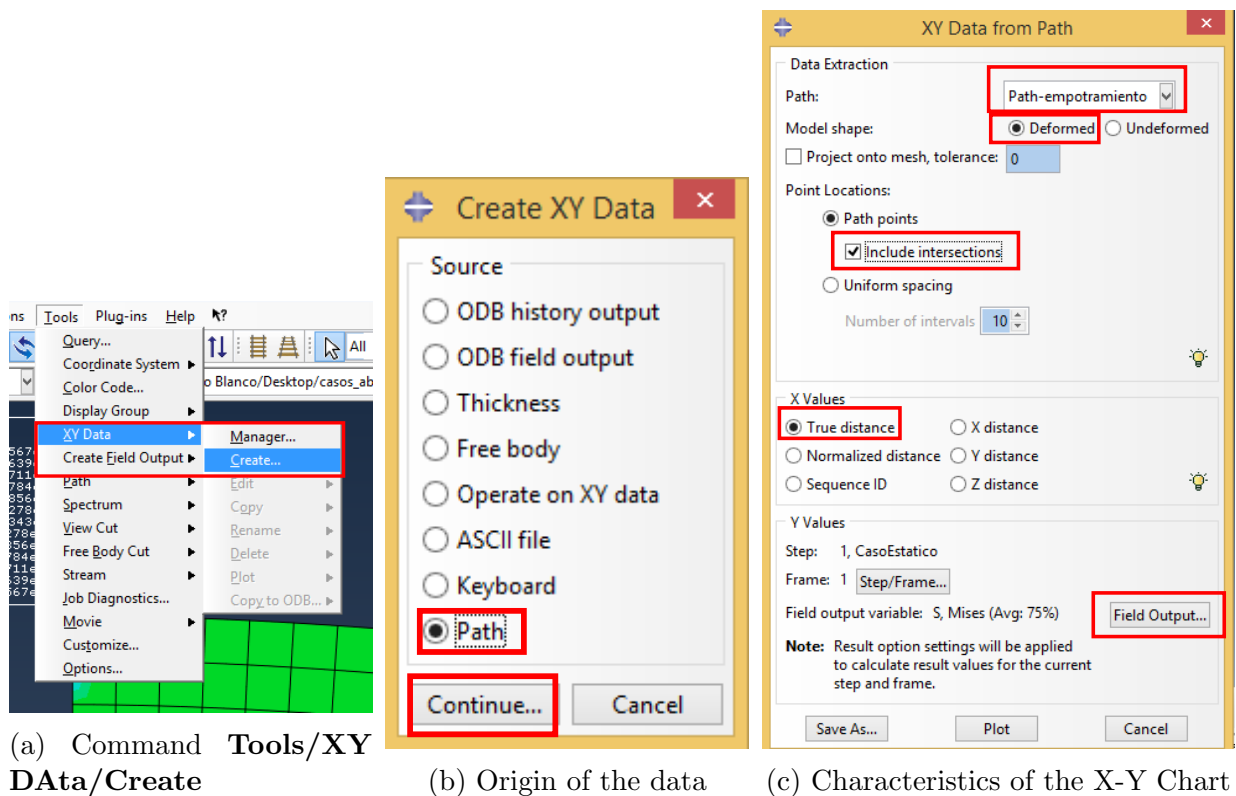 ns Tools Plug-ins Help
All
Query...
Coordinate System
o Blanco/Desktop/casos_ab
Color Code...
Display Group
XY Data
Manager...
Create Field Output
Create...
Path
Edit
Spectrum
Copy
View Cut
Rename
Free Body Cut
Delete
Stream
Plot
Job Diagnostics...
Copy to ODB...
Movie
Customize...
Options...
(a) Command Tools/XY
DAta/Create
Create XY Data
Source
ODB history output
ODB field output
Thickness
Free body
Operate on XY data
ASCII file
Keyboard
Path
Continue... Cancel
(b) Origin of the data
XY Data from Path
Data Extraction
Path: Path-empotramiento
Model shape: Deformed Undeformed
Project onto mesh, tolerance: 0
Point Locations:
Path points
Include intersections
Uniform spacing
Number of intervals 10
X Values
True distance X distance
Normalized distance Y distance
Sequence ID Z distance
Y Values
Step: 1, CasoEstatico
Frame: 1 Step/Frame...
Field output variable: S, Mises (Avg: 75%) Field Output...
Note: Result option settings will be applied
to calculate result values for the current
step and frame.
Save As... Plot Cancel
(c) Characteristics of the X-Y Chart